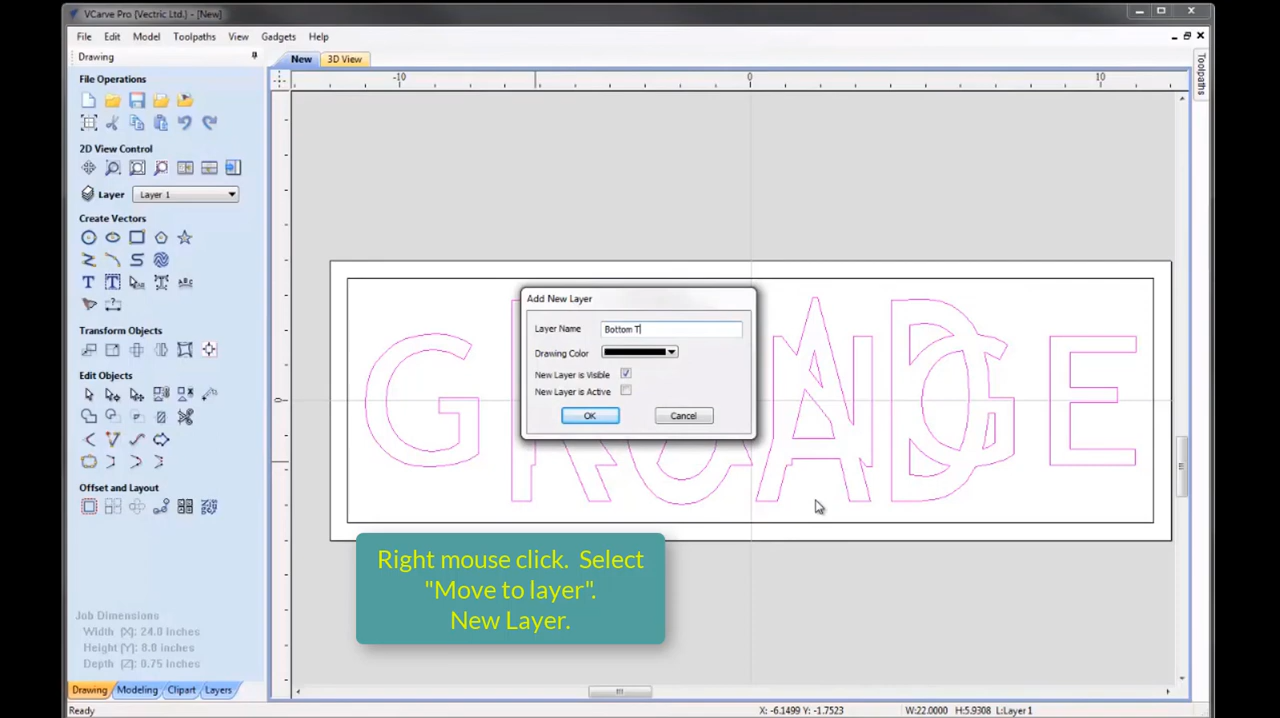 VCarve Pro {Vectric Ltd.} - [New]
File Edit Model Toolpaths View Gadgets Help
Drawing
New 3D View
Toolpaths
File Operations
-10 0 10
2D View Control
Layer Layer 1
Create Vectors
Transform Objects
Edit Objects
Offset and Layout
Add New Layer
Layer Name Bottom T
Drawing Color
New Layer is Visible
New Layer is Active
OK Cancel
Right mouse click. Select
"Move to layer".
New Layer.
Job Dimensions
Width (X): 24.0 inches
Height (Y): 8.0 inches
Depth (Z): 0.75 inches
Drawing Modeling Clipart Layers
Ready
X: -6.1499 Y: -1.7523 W:22.0000 H:5.9308 L:Layer 1